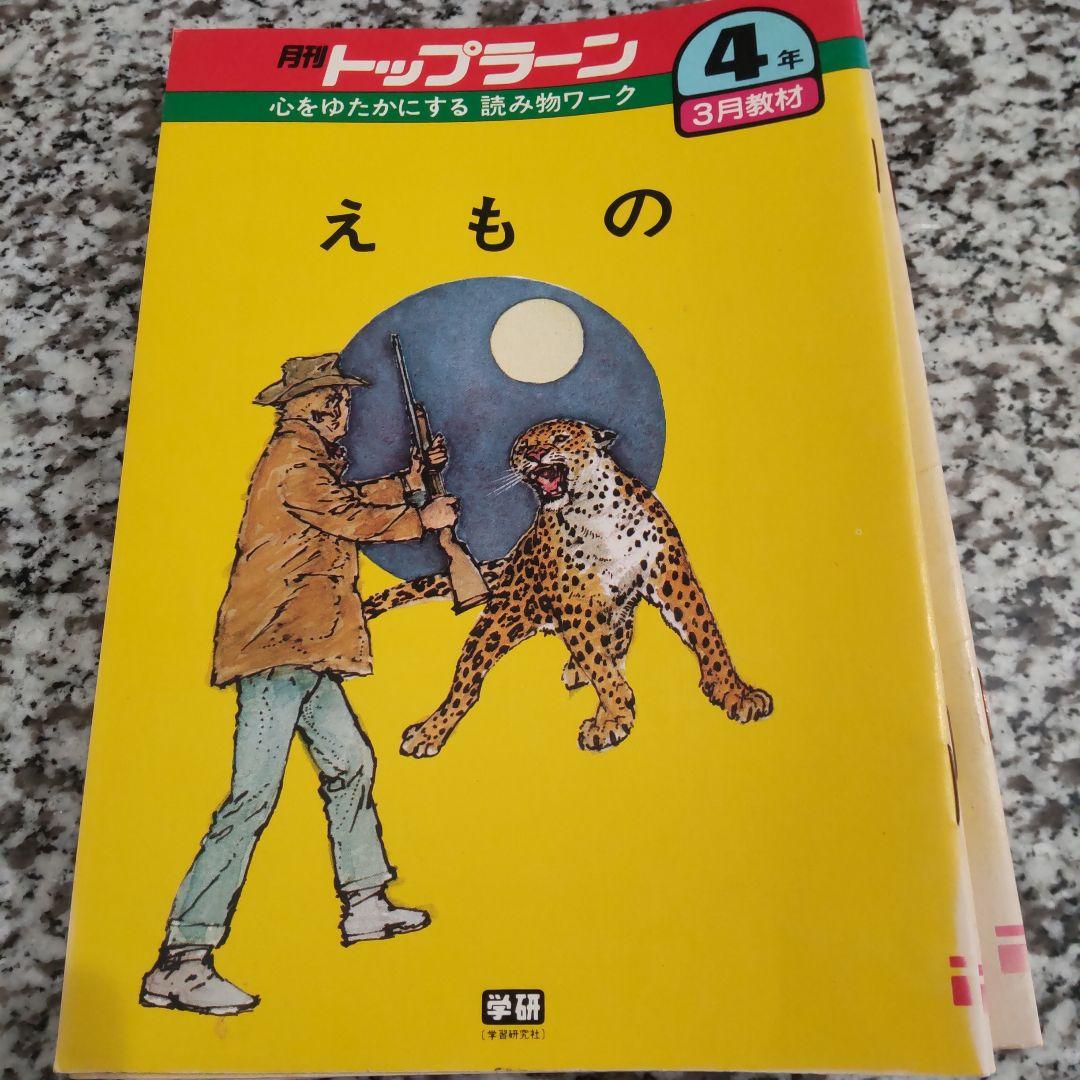 月刊 トップラーン
心をゆたかにする 読み物ワーク
4年
3月教材
えもの
学研
〔学習研究社〕